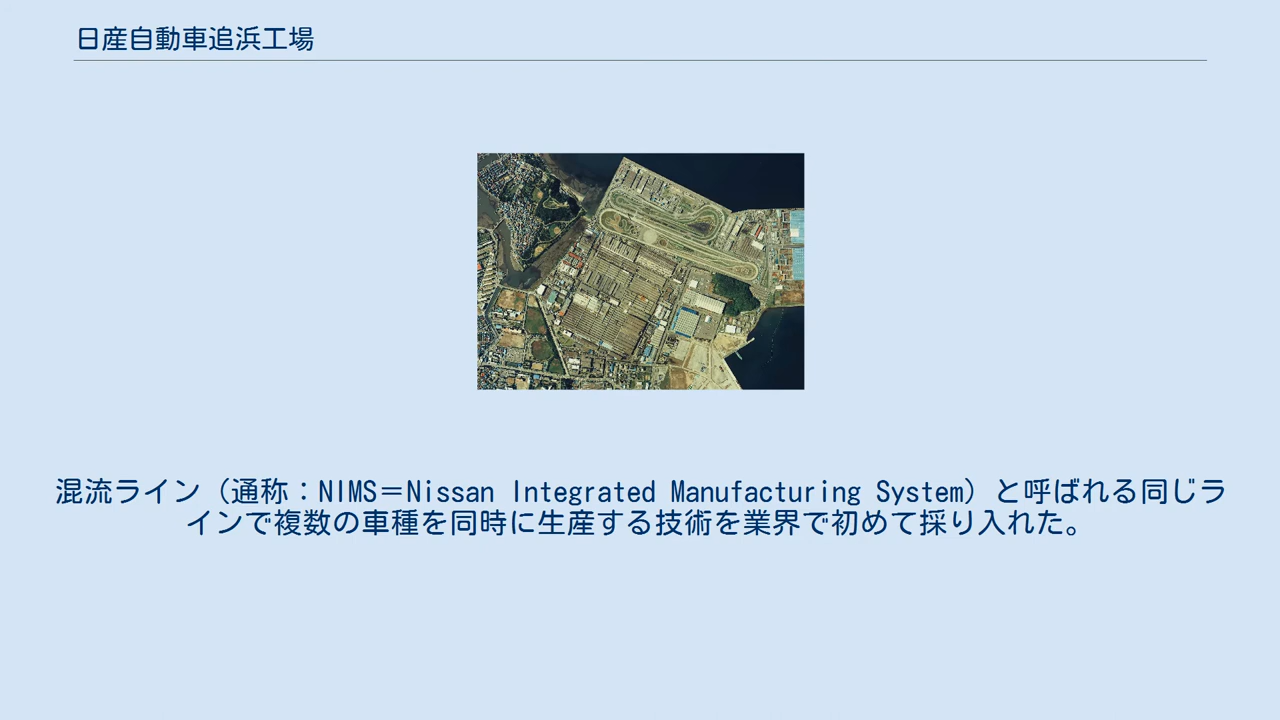 日産自動車追浜工場
混流ライン（通称：NIMS＝Nissan Integrated Manufacturing System）と呼ばれる同じラ
インで複数の車種を同時に生産する技術を業界で初めて採り入れた。